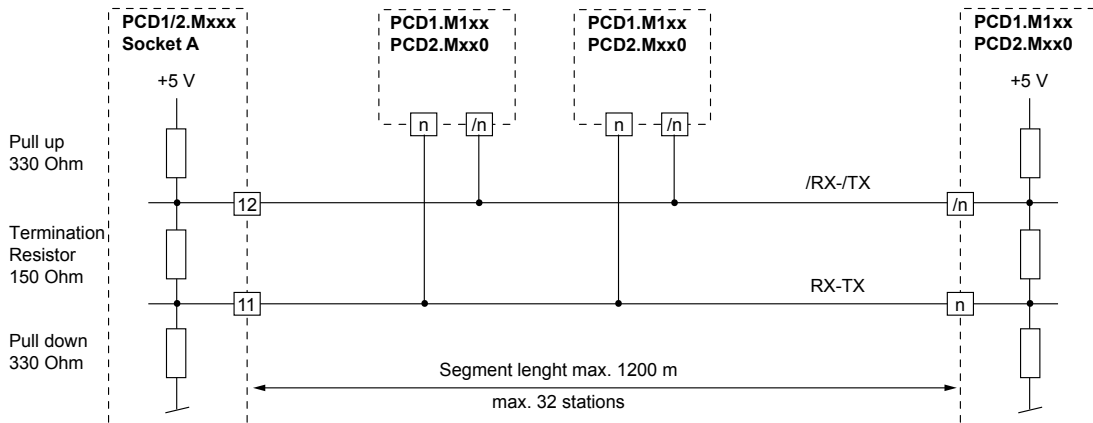 PCD1/2.Mxxx
Socket A
+5 V
Pull up
330 Ohm
12
Termination
Resistor
150 Ohm
11
Pull down
330 Ohm
PCD1.M1xx
PCD2.Mxx0
n
/n
PCD1.M1xx
PCD2.Mxx0
n
/n
/RX-/TX
RX-TX
Segment lenght max. 1200 m
max. 32 stations
PCD1.M1xx
PCD2.Mxx0
+5 V
/n
n